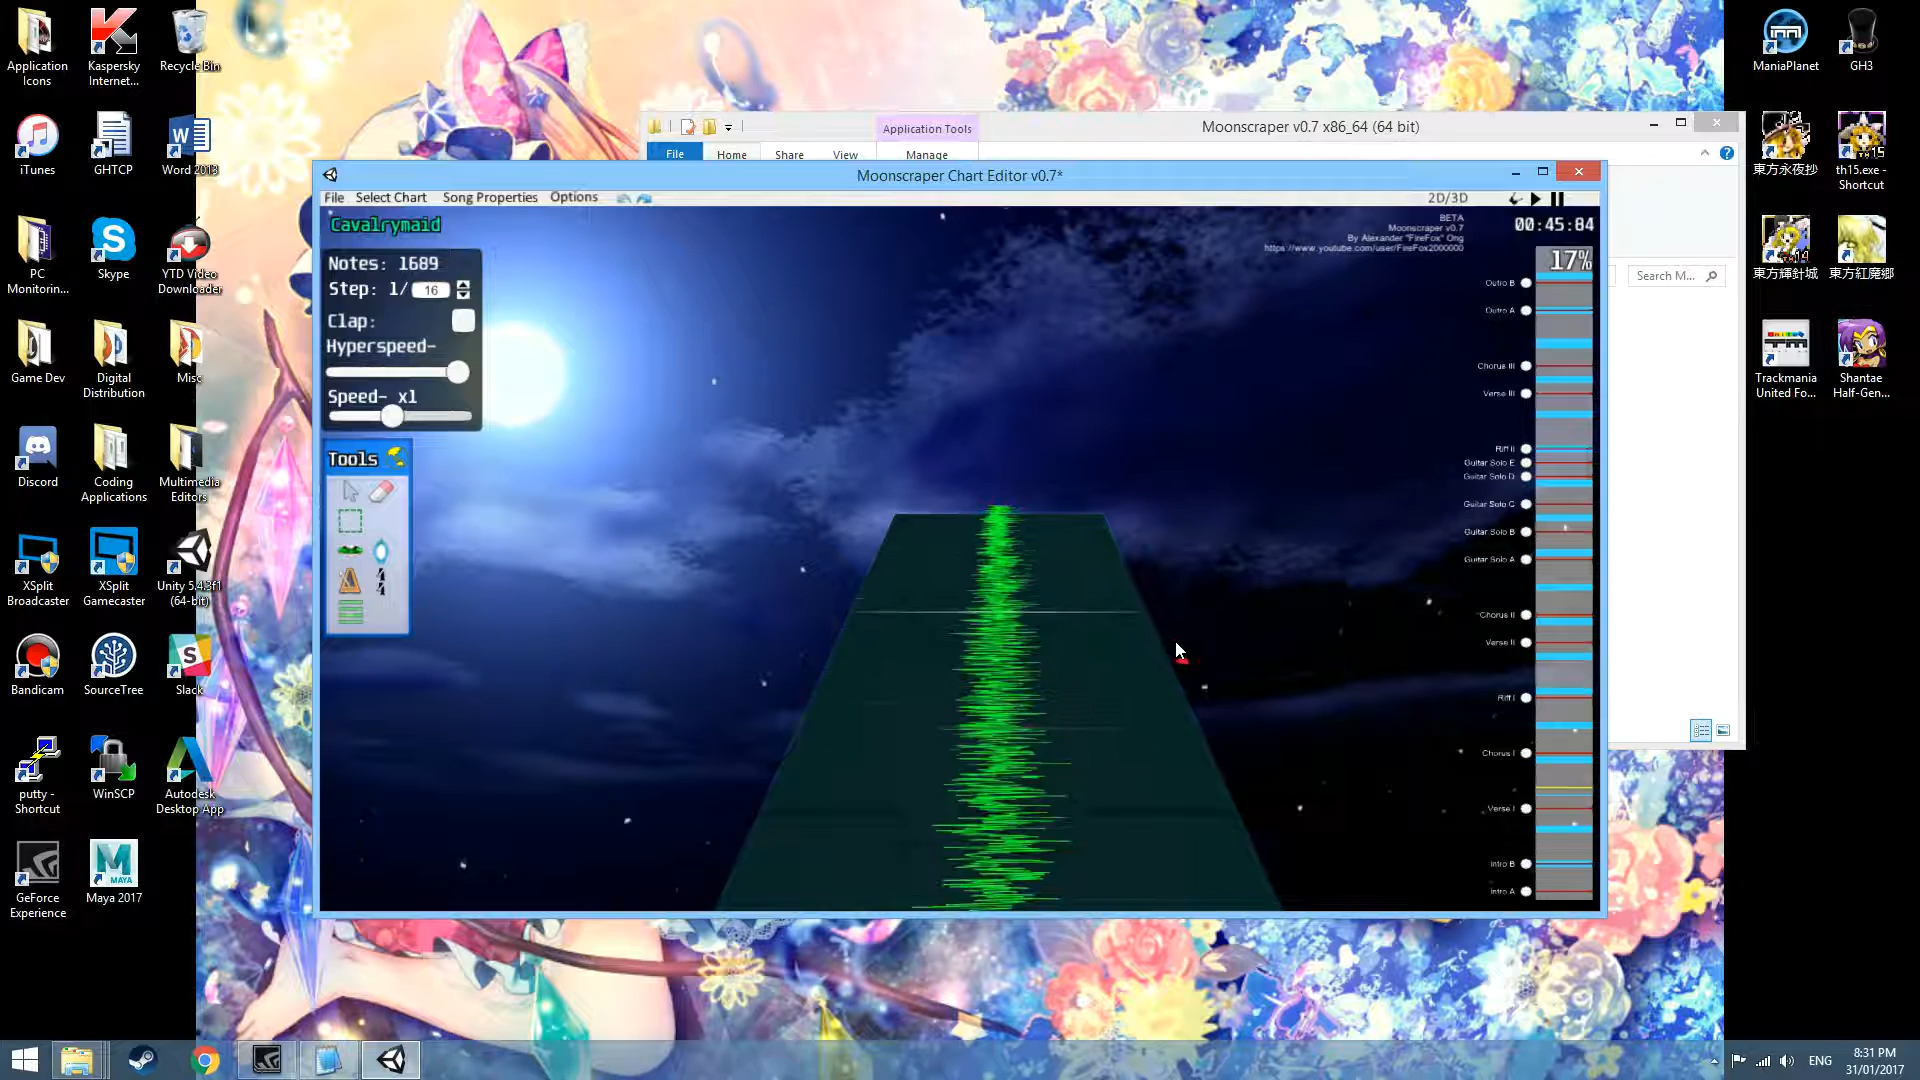 Application Icons
Kaspersky Internet...
Recycle Bin
iTunes
GHTCP
Word 2013
PC Monitorin...
Skype
YTD Video Downloader
Game Dev
Digital Distribution
Misc
Discord
Coding Applications
Multimedia Editors
XSplit Broadcaster
XSplit Gamecaster
Unity 5.4.3f1 (64-bit)
Bandicam
SourceTree
Slack
putty - Shortcut
WinSCP
Autodesk Desktop App
GeForce Experience
Maya 2017
ManiaPlanet
GH3
東方永夜抄
th15.exe - Shortcut
東方輝針城
東方紅魔郷
Trackmania United Fo...
Shantae Half-Gen...
Application Tools
Moonscraper v0.7 x86_64 (64 bit)
File Home Share View Manage
Search M...
Moonscraper Chart Editor v0.7*
File Select Chart Song Properties Options
2D/3D
Cavalrymaid
BETA
Moonscraper v0.7
By Alexander "FireFox" Ong
https://www.youtube.com/user/FireFox2000000
00:45:84
17%
Notes: 1689
Step: 1/ 16
Clap:
Hyperspeed-
Speed- x1
Tools
Outro B
Outro A
Chorus III
Verse III
Riff II
Guitar Solo E
Guitar Solo D
Guitar Solo C
Guitar Solo B
Guitar Solo A
Chorus II
Verse II
Riff I
Chorus I
Verse I
Intro B
Intro A
ENG
8:31 PM
31/01/2017